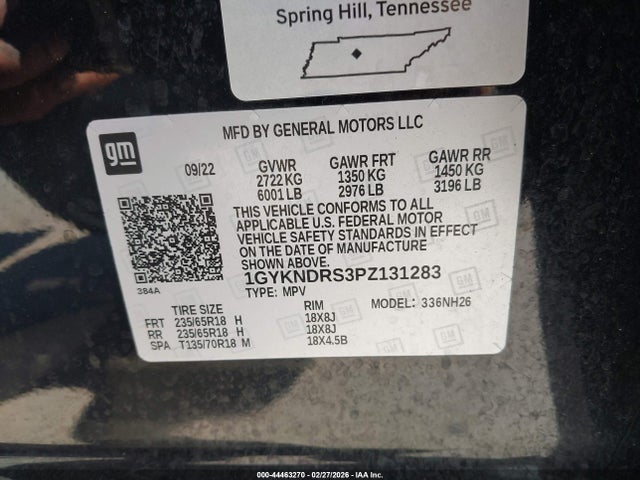 Spring Hill, Tennessee
gm
MFD BY GENERAL MOTORS LLC
09/22 GVWR GAWR FRT GAWR RR
2722 KG 1350 KG 1450 KG
6001 LB 2976 LB 3196 LB
THIS VEHICLE CONFORMS TO ALL
APPLICABLE U.S. FEDERAL MOTOR
VEHICLE SAFETY STANDARDS IN EFFECT
ON THE DATE OF MANUFACTURE
SHOWN ABOVE.
384A
1GYKNDRS3PZ131283
TYPE: MPV MODEL: 336NH26
TIRE SIZE RIM
FRT 235/65R18 H 18X8J
RR 235/65R18 H 18X8J
SPA T135/70R18 M 18X4.5B
000-44463270 — 02/27/2026 — IAA Inc.